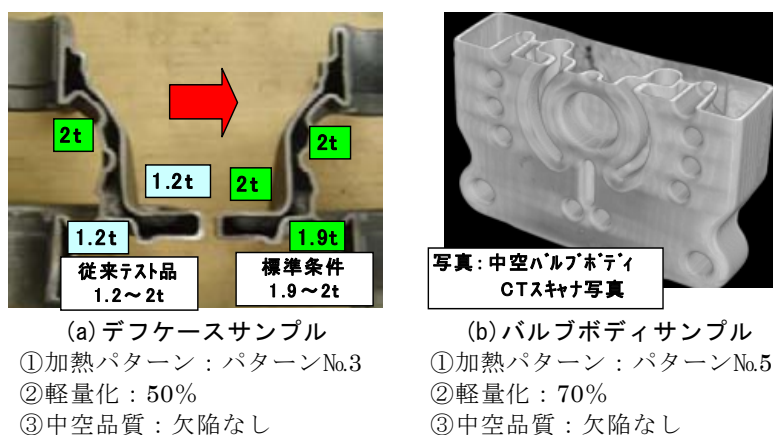 2t
1.2t
1.2t
従来テスト品
1.2～2t
2t
2t
1.9t
標準条件
1.9～2t
写真：中空バルブボディ
CTスキャナ写真
(a)デフケースサンプル
①加熱パターン：パターン№3
②軽量化：50%
③中空品質：欠陥なし
(b)バルブボディサンプル
①加熱パターン：パターン№5
②軽量化：70%
③中空品質：欠陥なし